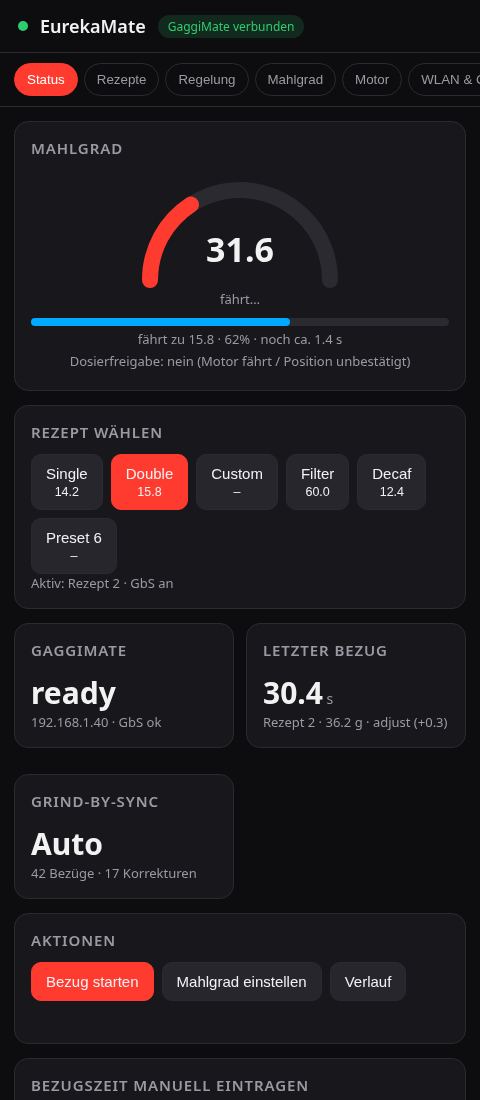 EurekaMate
GaggiMate verbunden
Status
Rezepte
Regelung
Mahlgrad
Motor
WLAN &
MAHLGRAD
31.6
fährt...
fährt zu 15.8 · 62% · noch ca. 1.4 s
Dosierfreigabe: nein (Motor fährt / Position unbestätigt)
REZEPT WÄHLEN
Single
14.2
Double
15.8
Custom
–
Filter
60.0
Decaf
12.4
Preset 6
–
Aktiv: Rezept 2 · GbS an
GAGGIMATE
ready
192.168.1.40 · GbS ok
LETZTER BEZUG
30.4 s
Rezept 2 · 36.2 g · adjust (+0.3)
GRIND-BY-SYNC
Auto
42 Bezüge · 17 Korrekturen
AKTIONEN
Bezug starten
Mahlgrad einstellen
Verlauf
BEZUGSZEIT MANUELL EINTRAGEN